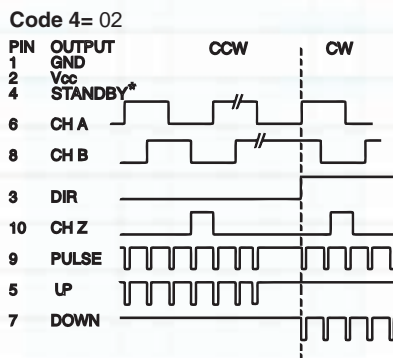 Code 4= 02
PIN OUTPUT CCW CW
1 GND
2 Vcc
4 STANDBY*
6 CH A
8 CH B
3 DIR
10 CH Z
9 PULSE
5 UP
7 DOWN